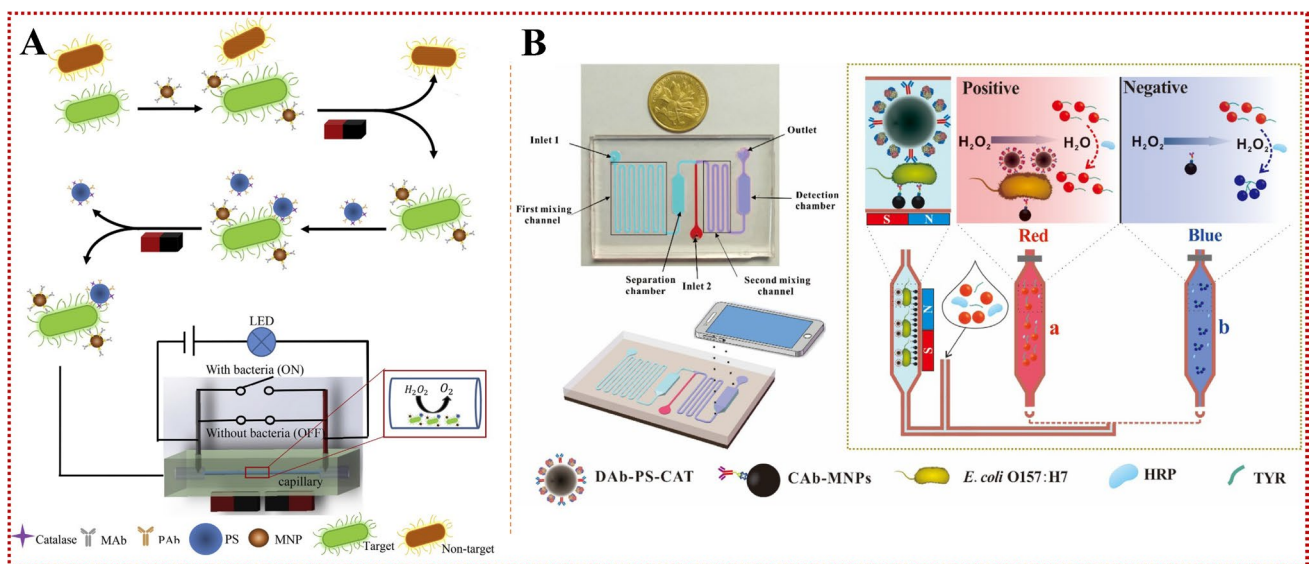 A
LED
With bacteria (ON)
H₂O₂ O₂
Without bacteria (OFF)
capillary
Catalase MAb PAb PS MNP Target Non-target
B
Inlet 1
Outlet
First mixing
channel
Detection
chamber
Separation
chamber
Inlet 2
Second mixing
channel
Positive
H₂O₂ H₂O
Negative
H₂O₂ H₂O₂
S N
Red
Blue
N
S
a
b
DAb-PS-CAT CAb-MNPs E. coli O157:H7 HRP TYR